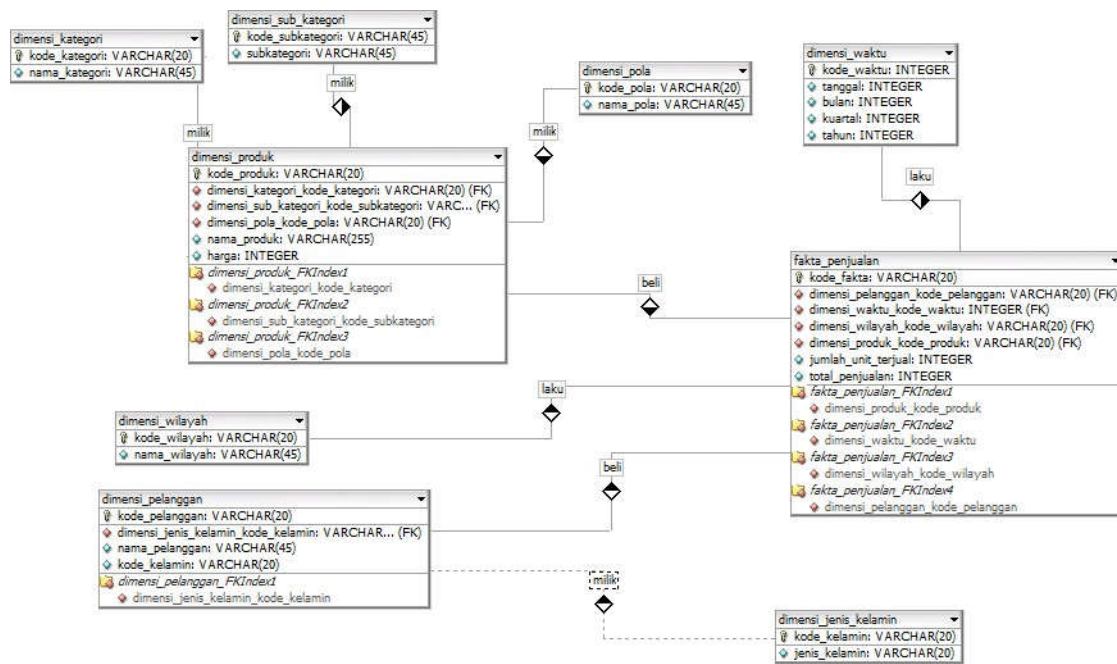 dimensi_kategori
kode_kategori: VARCHAR(20)
nama_kategori: VARCHAR(45)
dimensi_sub_kategori
kode_subkategori: VARCHAR(45)
subkategori: VARCHAR(45)
milik
milik
dimensi_pola
kode_pola: VARCHAR(20)
nama_pola: VARCHAR(45)
milik
dimensi_waktu
kode_waktu: INTEGER
tanggal: INTEGER
bulan: INTEGER
kuartal: INTEGER
tahun: INTEGER
laku
dimensi_produk
kode_produk: VARCHAR(20)
dimensi_kategori_kode_kategori: VARCHAR(20) (FK)
dimensi_sub_kategori_kode_subkategori: VARC... (FK)
dimensi_pola_kode_pola: VARCHAR(20) (FK)
nama_produk: VARCHAR(255)
harga: INTEGER
dimensi_produk_FKIndex1
dimensi_kategori_kode_kategori
dimensi_produk_FKIndex2
dimensi_sub_kategori_kode_subkategori
dimensi_produk_FKIndex3
dimensi_pola_kode_pola
beli
fakta_penjualan
kode_fakta: VARCHAR(20)
dimensi_pelanggan_kode_pelanggan: VARCHAR(20) (FK)
dimensi_waktu_kode_waktu: INTEGER (FK)
dimensi_wilayah_kode_wilayah: VARCHAR(20) (FK)
dimensi_produk_kode_produk: VARCHAR(20) (FK)
jumlah_unit_terjual: INTEGER
total_penjualan: INTEGER
fakta_penjualan_FKIndex1
dimensi_produk_kode_produk
fakta_penjualan_FKIndex2
dimensi_waktu_kode_waktu
fakta_penjualan_FKIndex3
dimensi_wilayah_kode_wilayah
fakta_penjualan_FKIndex4
dimensi_pelanggan_kode_pelanggan
laku
dimensi_wilayah
kode_wilayah: VARCHAR(20)
nama_wilayah: VARCHAR(45)
beli
dimensi_pelanggan
kode_pelanggan: VARCHAR(20)
dimensi_jenis_kelamin_kode_kelamin: VARCHAR... (FK)
nama_pelanggan: VARCHAR(45)
kode_kelamin: VARCHAR(20)
dimensi_pelanggan_FKIndex1
dimensi_jenis_kelamin_kode_kelamin
milik
dimensi_jenis_kelamin
kode_kelamin: VARCHAR(20)
jenis_kelamin: VARCHAR(20)